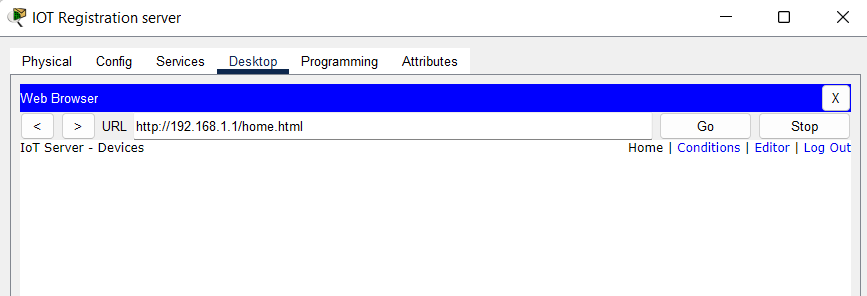 IOT Registration server
Physical Config Services Desktop Programming Attributes
Web Browser X
< > URL http://192.168.1.1/home.html Go Stop
IoT Server - Devices Home | Conditions | Editor | Log Out